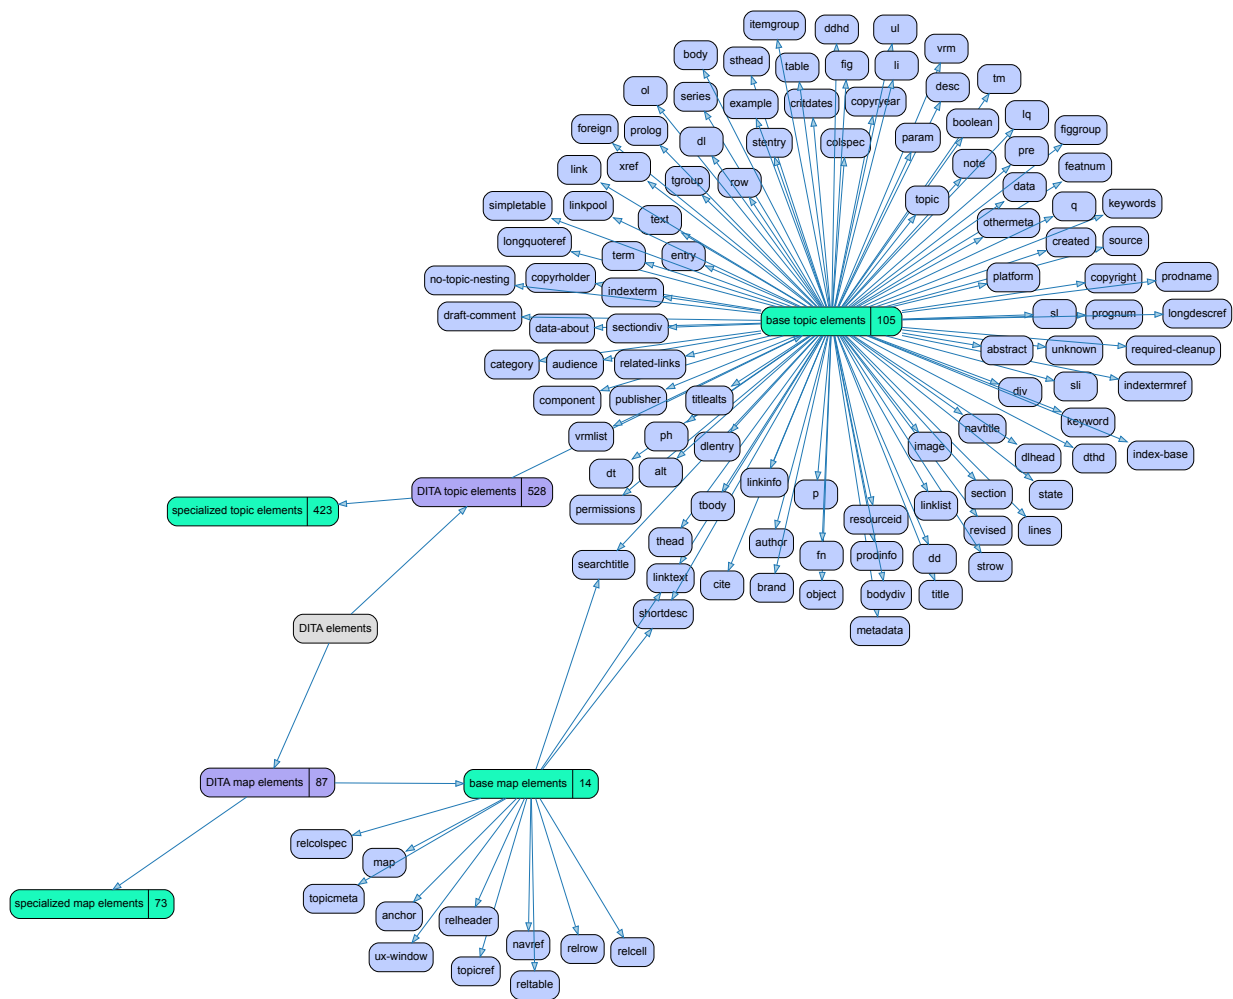 itemgroup
ddhd
ul
body
sthead
table
fig
li
vrm
desc
tm
ol
series
example
critdates
copyryear
boolean
lq
figgroup
foreign
prolog
dl
stentry
colspec
param
note
pre
featnum
link
xref
tgroup
row
topic
data
q
keywords
simpletable
linkpool
text
othermeta
created
source
longquoteref
term
entry
platform
copyright
prodname
no-topic-nesting
copyrholder
indexterm
draft-comment
data-about
sectiondiv
base topic elements 105
sl
prognum
longdescref
category
audience
related-links
abstract
unknown
required-cleanup
component
publisher
titlealts
div
sli
indextermref
vrmlist
ph
dlentry
image
navtitle
keyword
dt
alt
linkinfo
dlhead
dthd
index-base
DITA topic elements 528
specialized topic elements 423
permissions
tbody
p
resourceid
linklist
section
state
thead
author
fn
prodinfo
dd
revised
lines
searchtitle
linktext
cite
brand
object
bodydiv
title
strow
DITA elements
shortdesc
metadata
DITA map elements 87
base map elements 14
relcolspec
map
topicmeta
specialized map elements 73
anchor
relheader
ux-window
topicref
navref
relrow
relcell
reltable